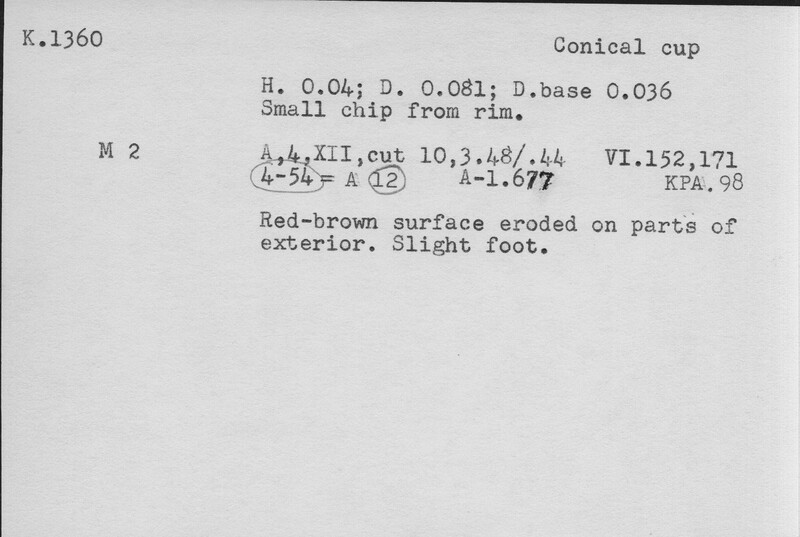 K.1360
Conical cup
H. 0.04; D. 0.081; D.base 0.036
Small chip from rim.
M 2 A,4,XII,cut 10,3.48/.44 VI.152,171
4-54 = A 12 A-1.677 KPA.98
Red-brown surface eroded on parts of
exterior. Slight foot.